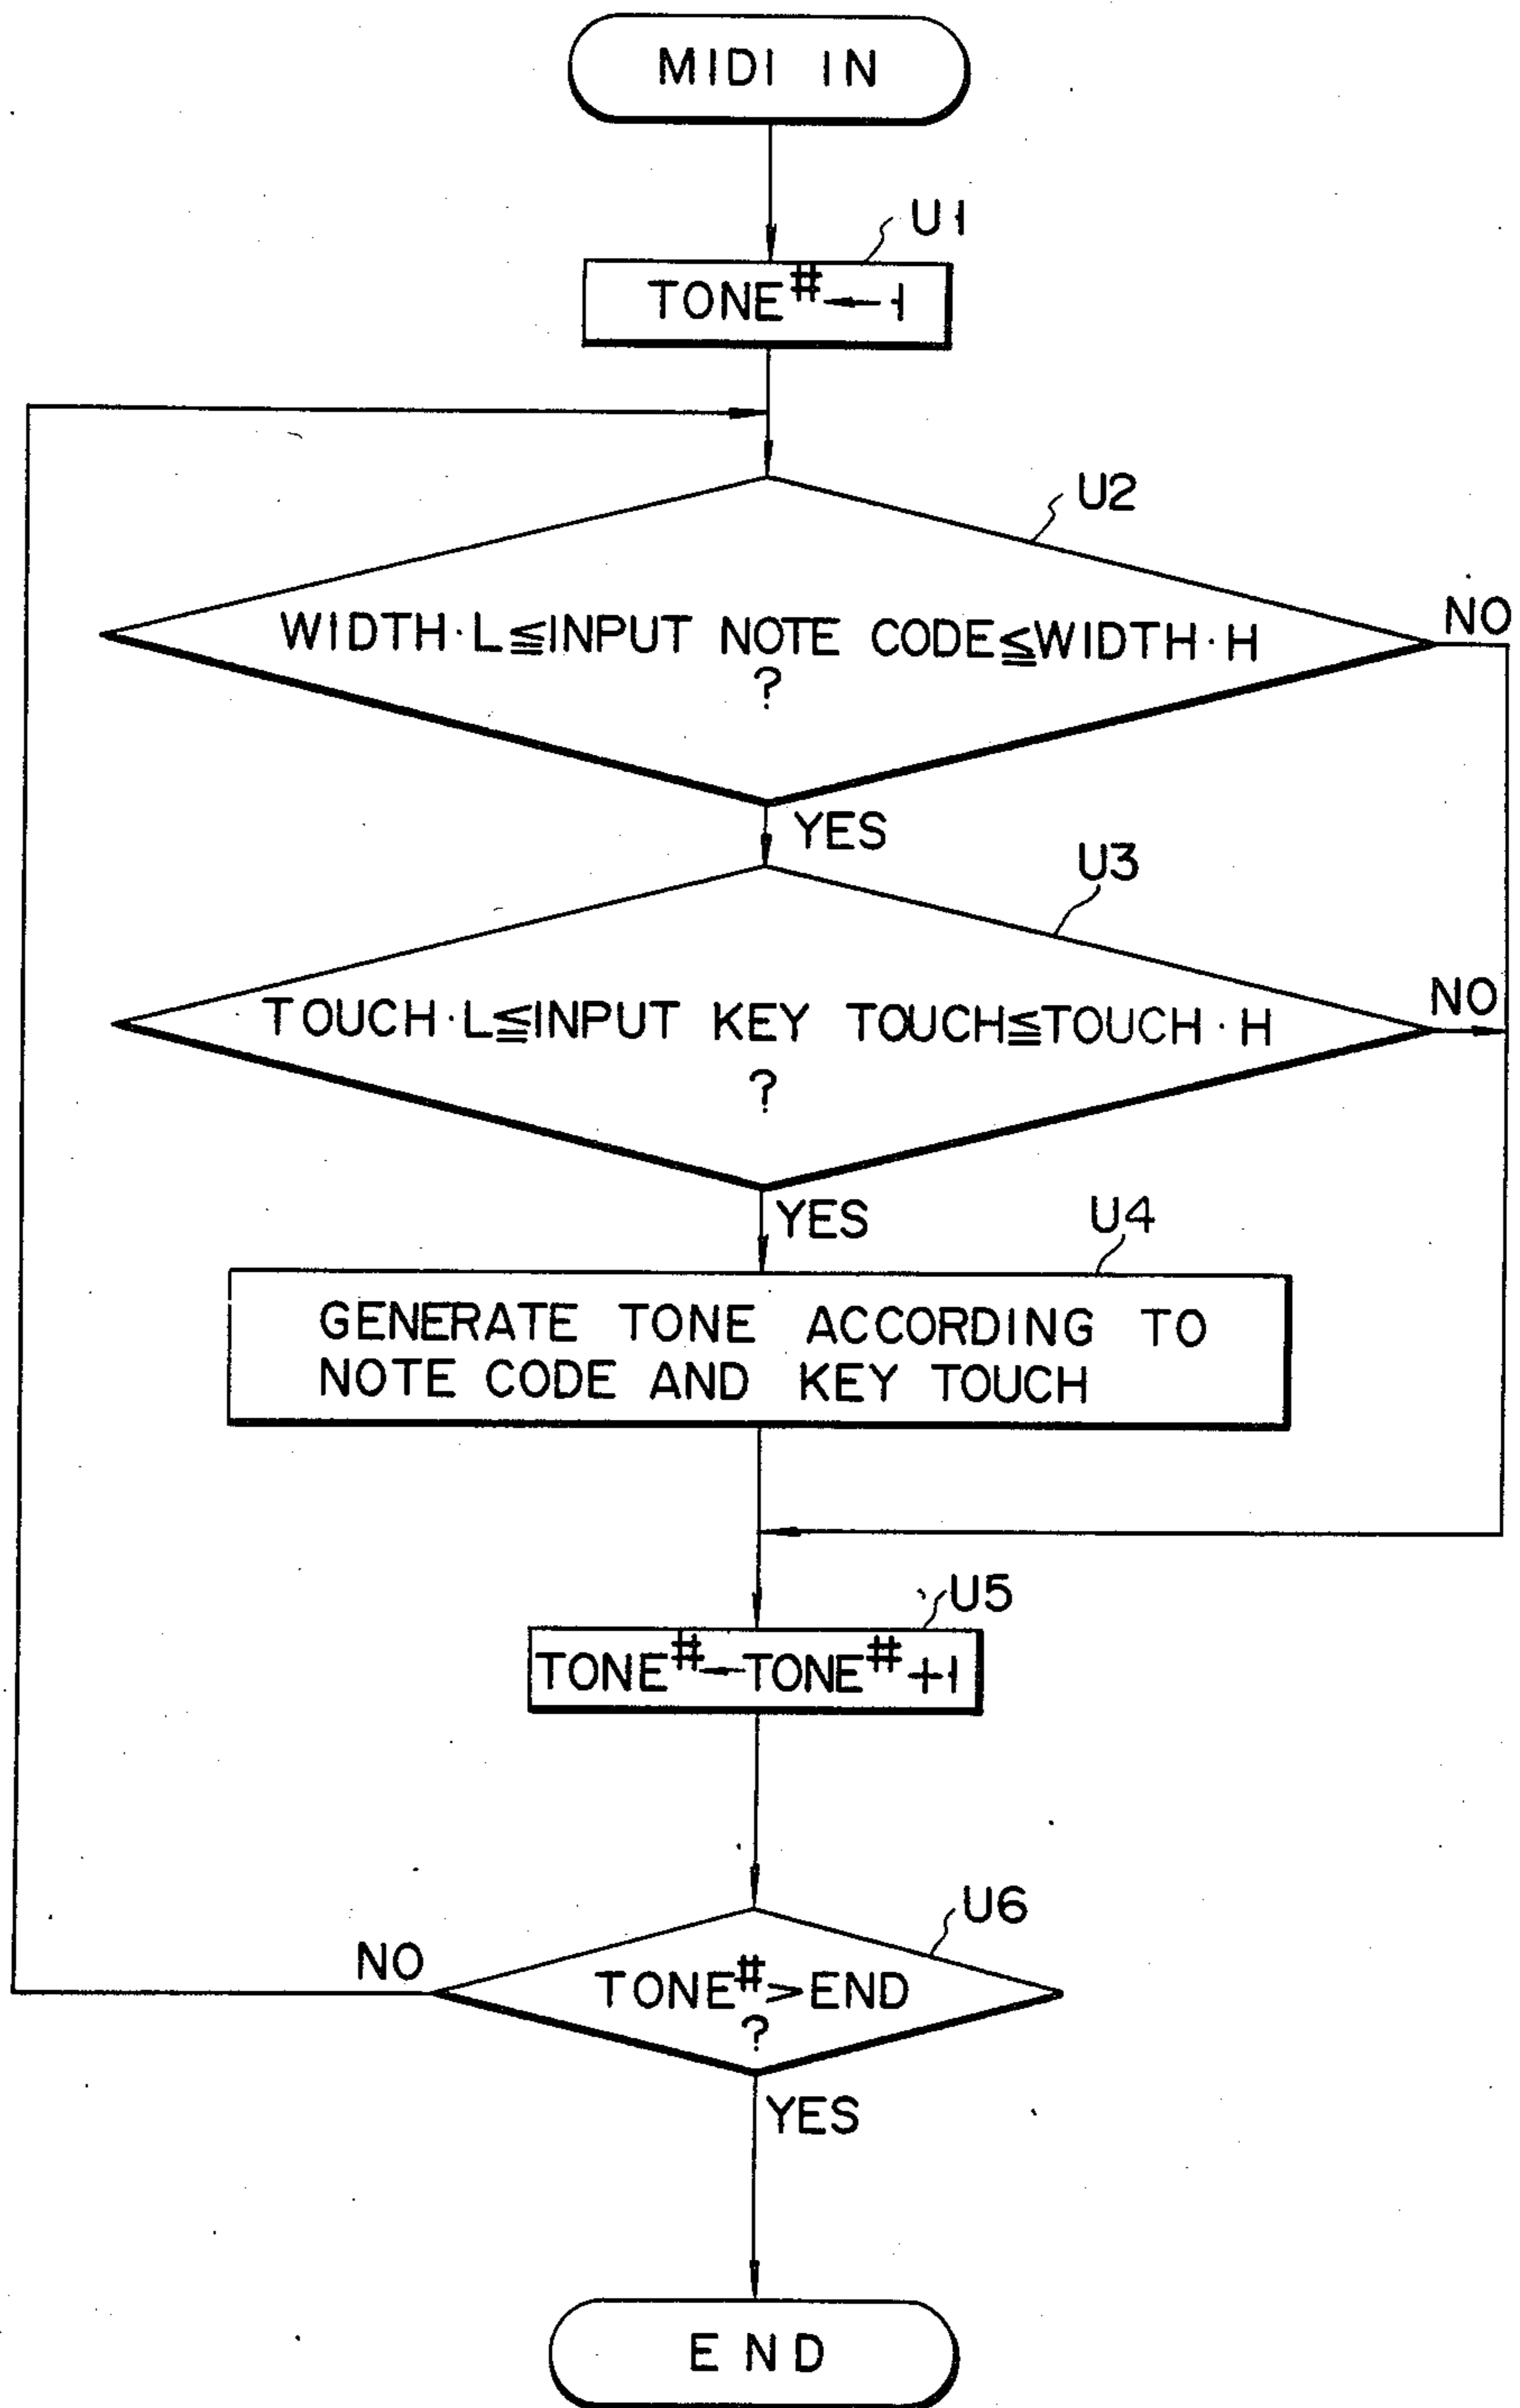 MIDI IN
U1
TONE#←1
U2
WIDTH·L≦INPUT NOTE CODE≦WIDTH·H
?
NO
YES
U3
TOUCH·L≦INPUT KEY TOUCH≦TOUCH·H
?
NO
YES
U4
GENERATE TONE ACCORDING TO
NOTE CODE AND KEY TOUCH
U5
TONE#←TONE#+1
U6
NO
TONE#>END
?
YES
END